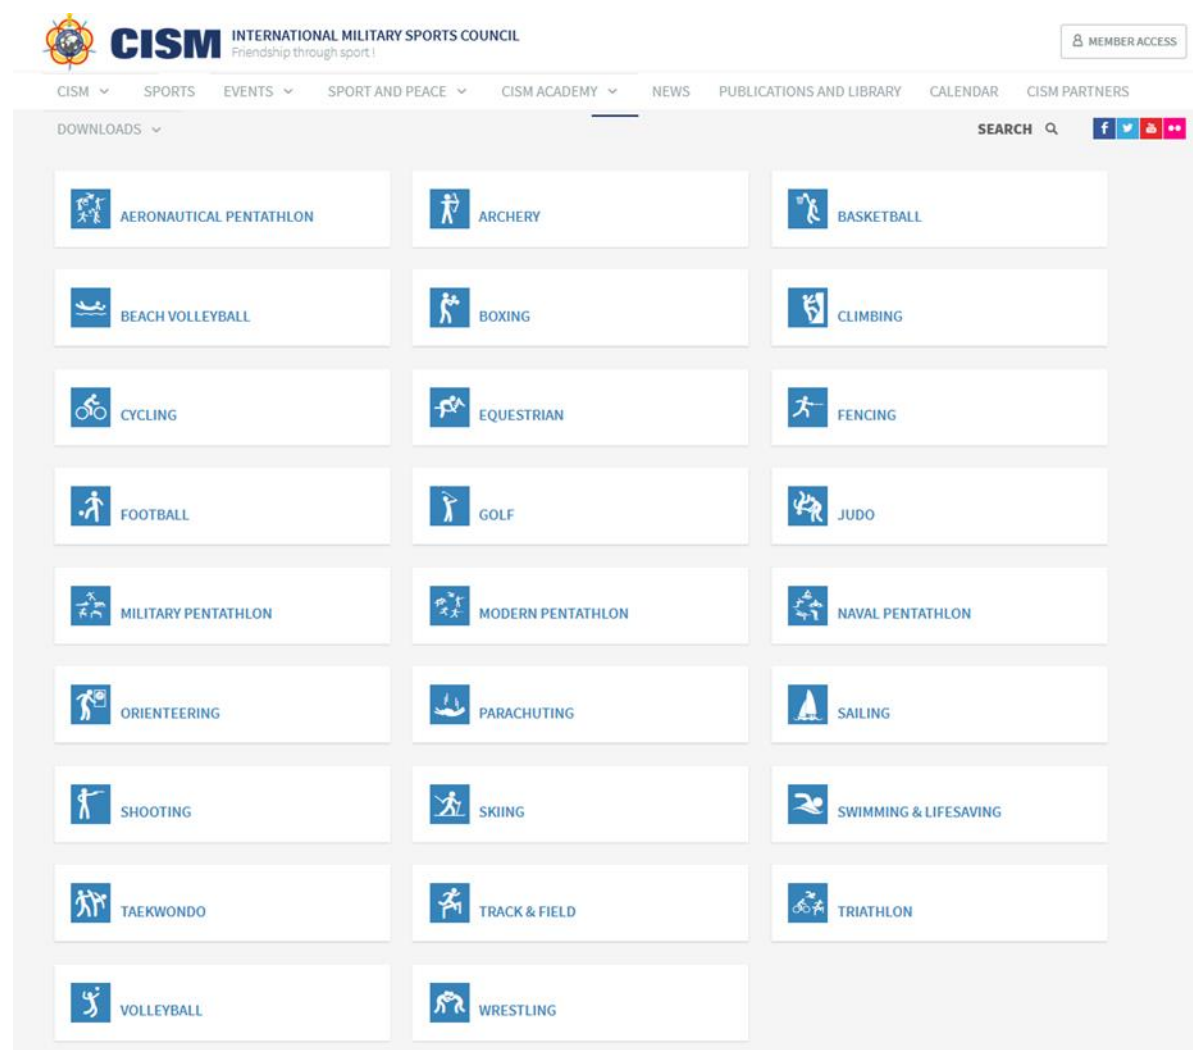 CISM
INTERNATIONAL MILITARY SPORTS COUNCIL
Friendship through sport !
MEMBER ACCESS
CISM SPORTS EVENTS SPORT AND PEACE CISM ACADEMY NEWS PUBLICATIONS AND LIBRARY CALENDAR CISM PARTNERS
DOWNLOADS SEARCH
AERONAUTICAL PENTATHLON ARCHERY BASKETBALL
BEACH VOLLEYBALL BOXING CLIMBING
CYCLING EQUESTRIAN FENCING
FOOTBALL GOLF JUDO
MILITARY PENTATHLON MODERN PENTATHLON NAVAL PENTATHLON
ORIENTEERING PARACHUTING SAILING
SHOOTING SKIING SWIMMING & LIFESAVING
TAEKWONDO TRACK & FIELD TRIATHLON
VOLLEYBALL WRESTLING